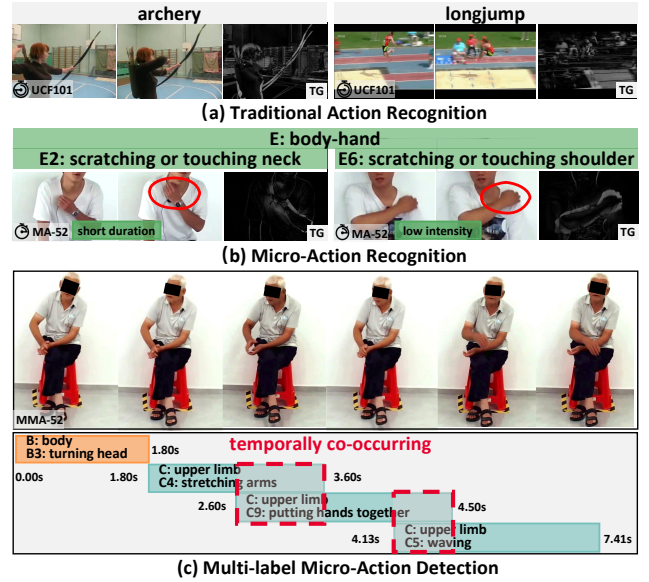 archery
longjump
UCF101
TG
UCF101
TG
(a) Traditional Action Recognition
E: body-hand
E2: scratching or touching neck
E6: scratching or touching shoulder
MA-52
short duration
TG
MA-52
low intensity
TG
(b) Micro-Action Recognition
MMA-52
B: body
B3: turning head
1.80s
temporally co-occurring
0.00s
1.80s
C: upper limb
C4: stretching arms
3.60s
2.60s
C: upper limb
C9: putting hands together
4.50s
4.13s
C: upper limb
C5: waving
7.41s
(c) Multi-label Micro-Action Detection